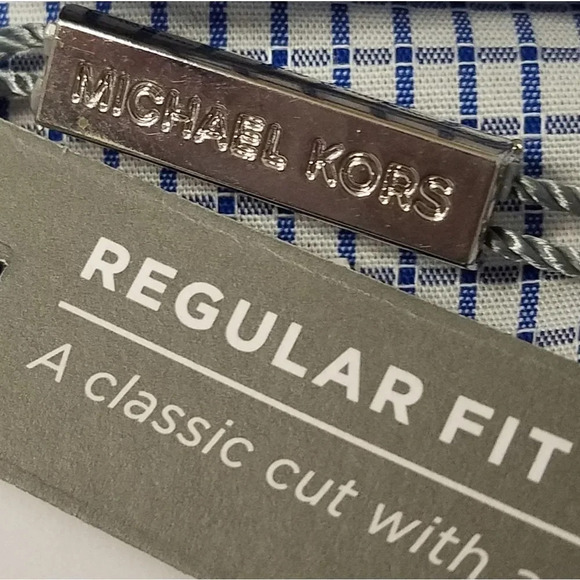 MICHAEL KORS
REGULAR FIT
A classic cut with a